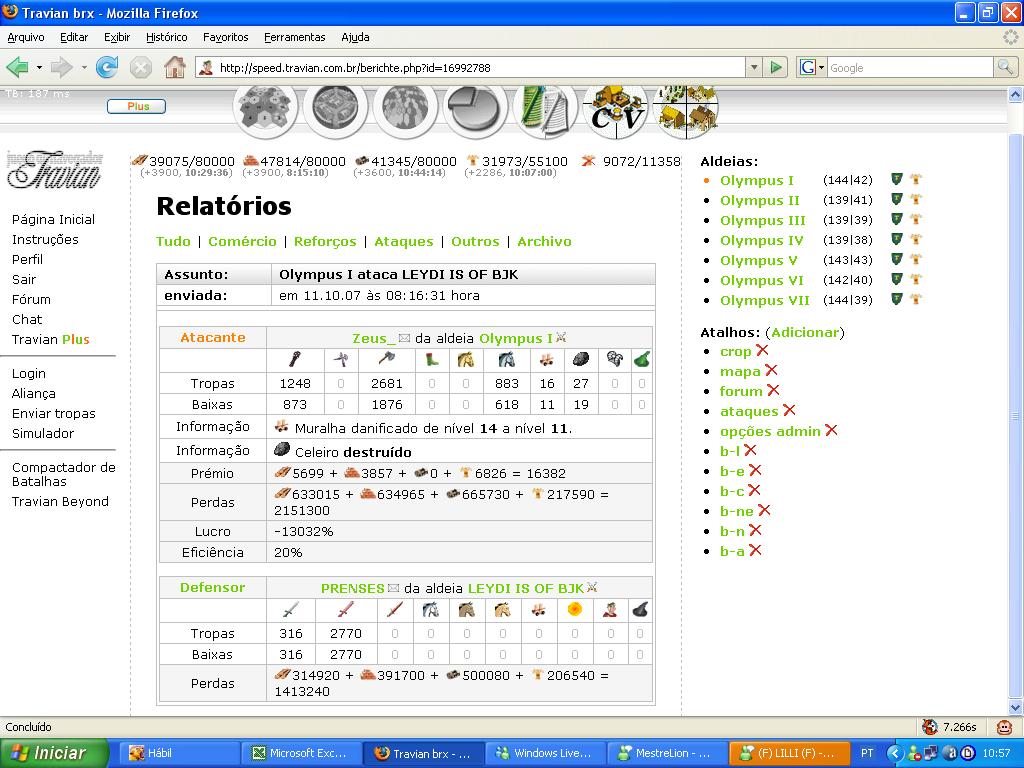 Travian brx - Mozilla Firefox
Arquivo Editar Exibir Histórico Favoritos Ferramentas Ajuda
http://speed.travian.com.br/berichte.php?id=16992788 G Google
TB: 187 ms
Plus
C V
39075/80000 47814/80000 41345/80000 31973/55100 9072/11358
(+3900, 10:29:36) (+3900, 8:15:10) (+3600, 10:44:14) (+2286, 10:07:00)
Travian
Página Inicial
Instruções
Perfil
Sair
Fórum
Chat
Travian Plus
Login
Aliança
Enviar tropas
Simulador
Compactador de
Batalhas
Travian Beyond
Relatórios
Tudo | Comércio | Reforços | Ataques | Outros | Archivo
Assunto: Olympus I ataca LEYDI IS OF BJK
enviada: em 11.10.07 às 08:16:31 hora
Atacante Zeus_ da aldeia Olympus I
Tropas 1248 0 2681 0 0 883 16 27 0 0
Baixas 873 0 1876 0 0 618 11 19 0 0
Informação Muralha danificado de nível 14 a nível 11.
Informação Celeiro destruído
Prémio 5699 + 3857 + 0 + 6826 = 16382
Perdas 633015 + 634965 + 665730 + 217590 =
2151300
Lucro -13032%
Eficiência 20%
Defensor PRENSES da aldeia LEYDI IS OF BJK
Tropas 316 2770 0 0 0 0 0 0 0 0
Baixas 316 2770 0 0 0 0 0 0 0 0
Perdas 314920 + 391700 + 500080 + 206540 =
1413240
Aldeias:
Olympus I (144|42)
Olympus II (139|41)
Olympus III (139|39)
Olympus IV (139|38)
Olympus V (143|43)
Olympus VI (142|40)
Olympus VII (144|39)
Atalhos: (Adicionar)
crop
mapa
forum
ataques
opções admin
b-l
b-e
b-c
b-ne
b-n
b-a
Concluído 7.266s
Iniciar Hábil Microsoft Exc... Travian brx - ... Windows Live... MestreLion - ... (F) LILLI (F) -... PT 10:57